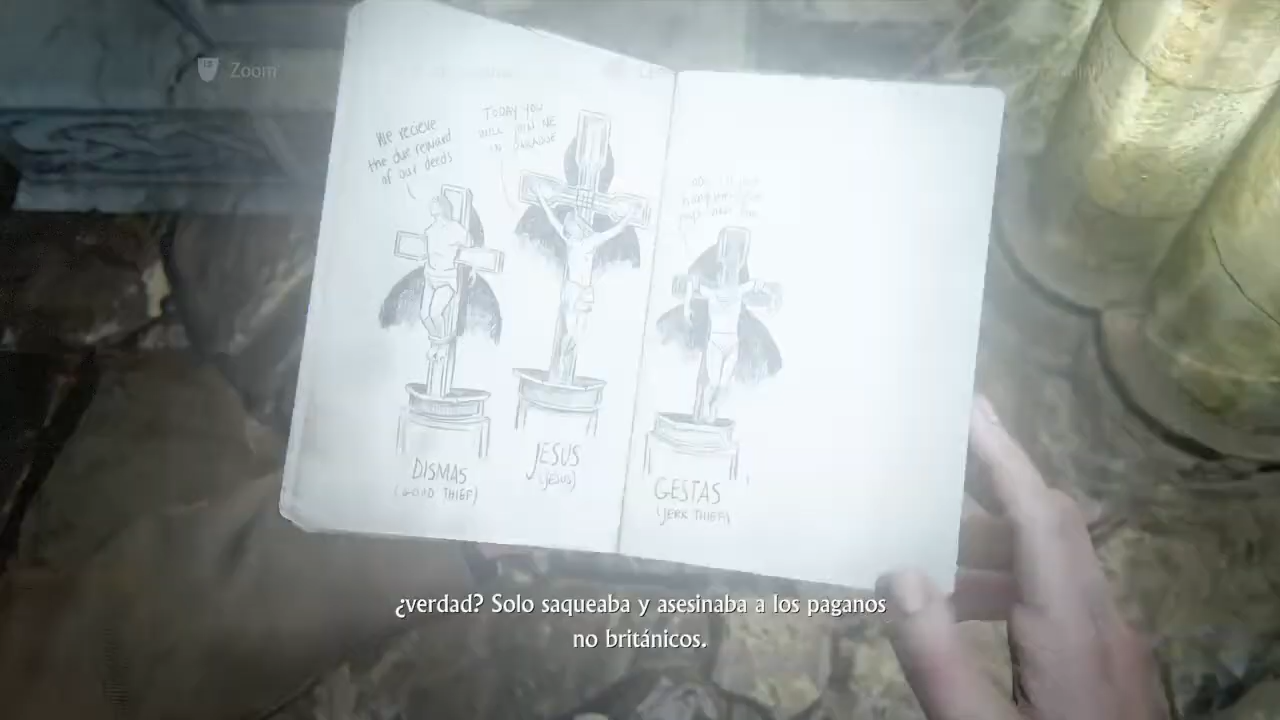 Zoom
We recieve
the due reward
of our deeds
TODAY YOU
WILL JOIN ME
IN PARADISE
DISMAS
(GOOD THIEF)
JESUS
(JESUS)
GESTAS
(JERK THIEF)
¿verdad? Solo saqueaba y asesinaba a los paganos
no británicos.